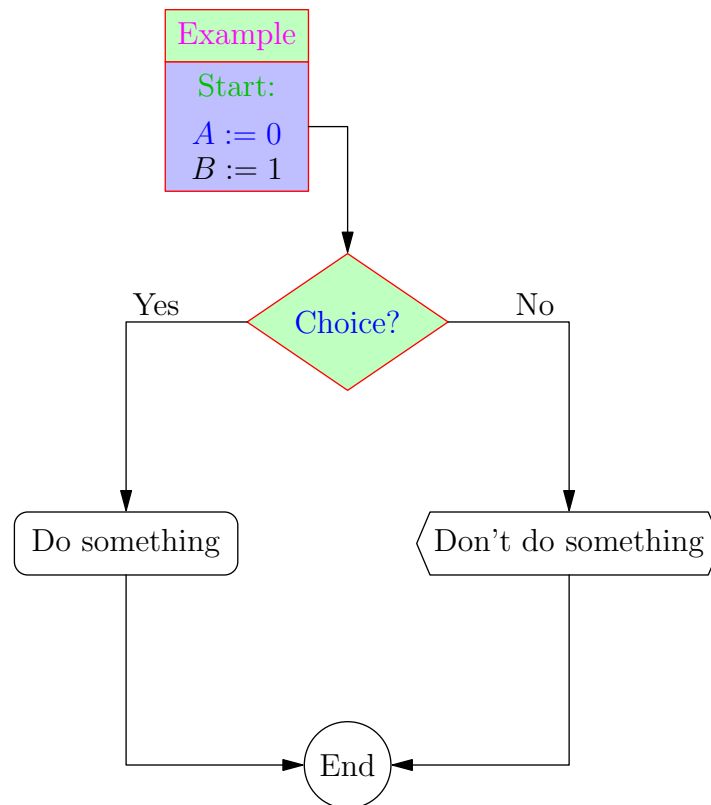 Example
Start:
A := 0
B := 1
Choice?
Yes
No
Do something
Don't do something
End